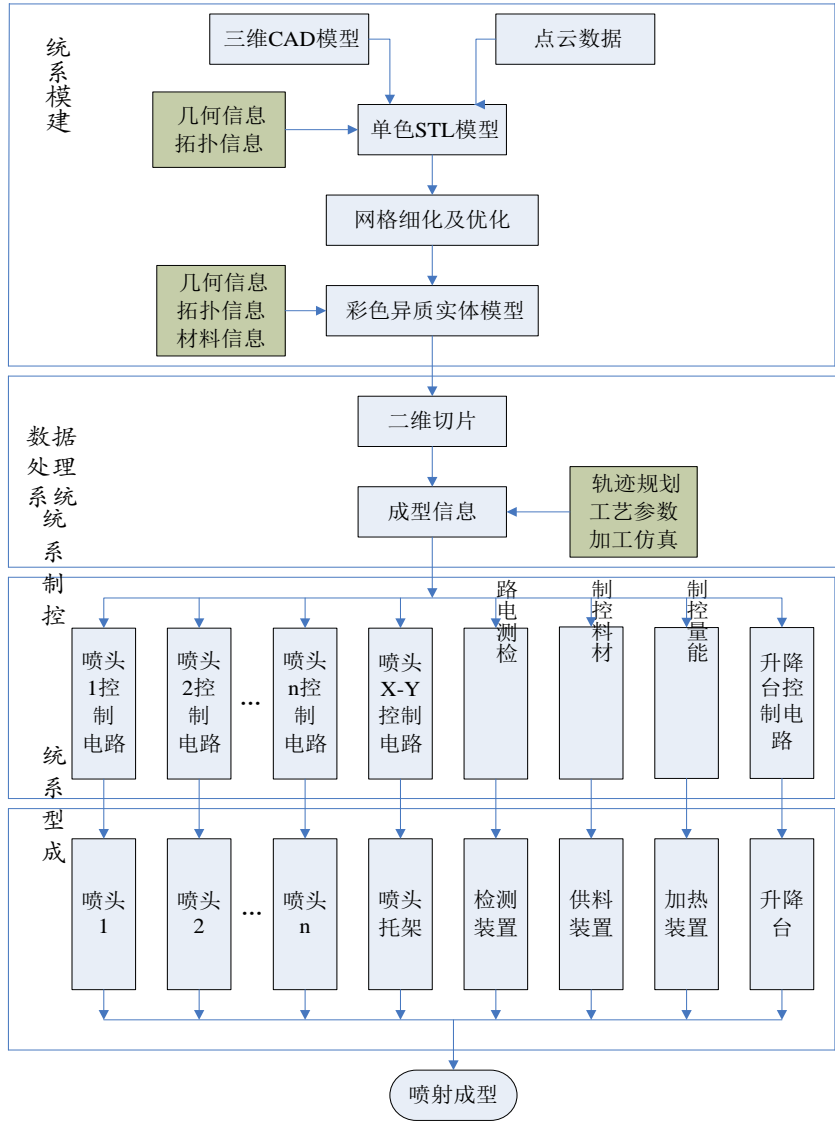 统系模建
三维CAD模型
点云数据
几何信息
拓扑信息
单色STL模型
网格细化及优化
几何信息
拓扑信息
材料信息
彩色异质实体模型
数据
处理
系统
二维切片
成型信息
轨迹规划
工艺参数
加工仿真
统系制控
喷头
1控
制
电路
喷头
2控
制
电路
...
喷头
n控
制
电路
喷头
X-Y
控制
电路
路电测检
制控料材
制控量能
升降
台控
制电
路
统系型成
喷头
1
喷头
2
...
喷头
n
喷头
托架
检测
装置
供料
装置
加热
装置
升降
台
喷射成型